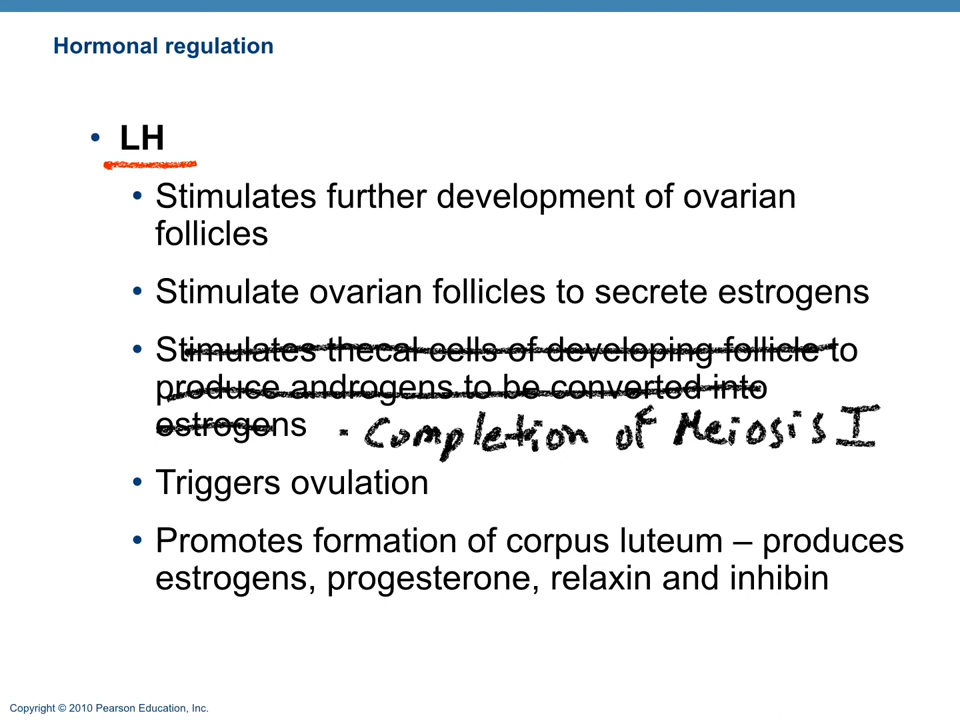 Hormonal regulation
• LH
• Stimulates further development of ovarian
follicles
• Stimulate ovarian follicles to secrete estrogens
• Stimulates thecal cells of developing follicle to
produce androgens to be converted into
estrogens · Completion of Meiosis I
• Triggers ovulation
• Promotes formation of corpus luteum – produces
estrogens, progesterone, relaxin and inhibin
Copyright © 2010 Pearson Education, Inc.